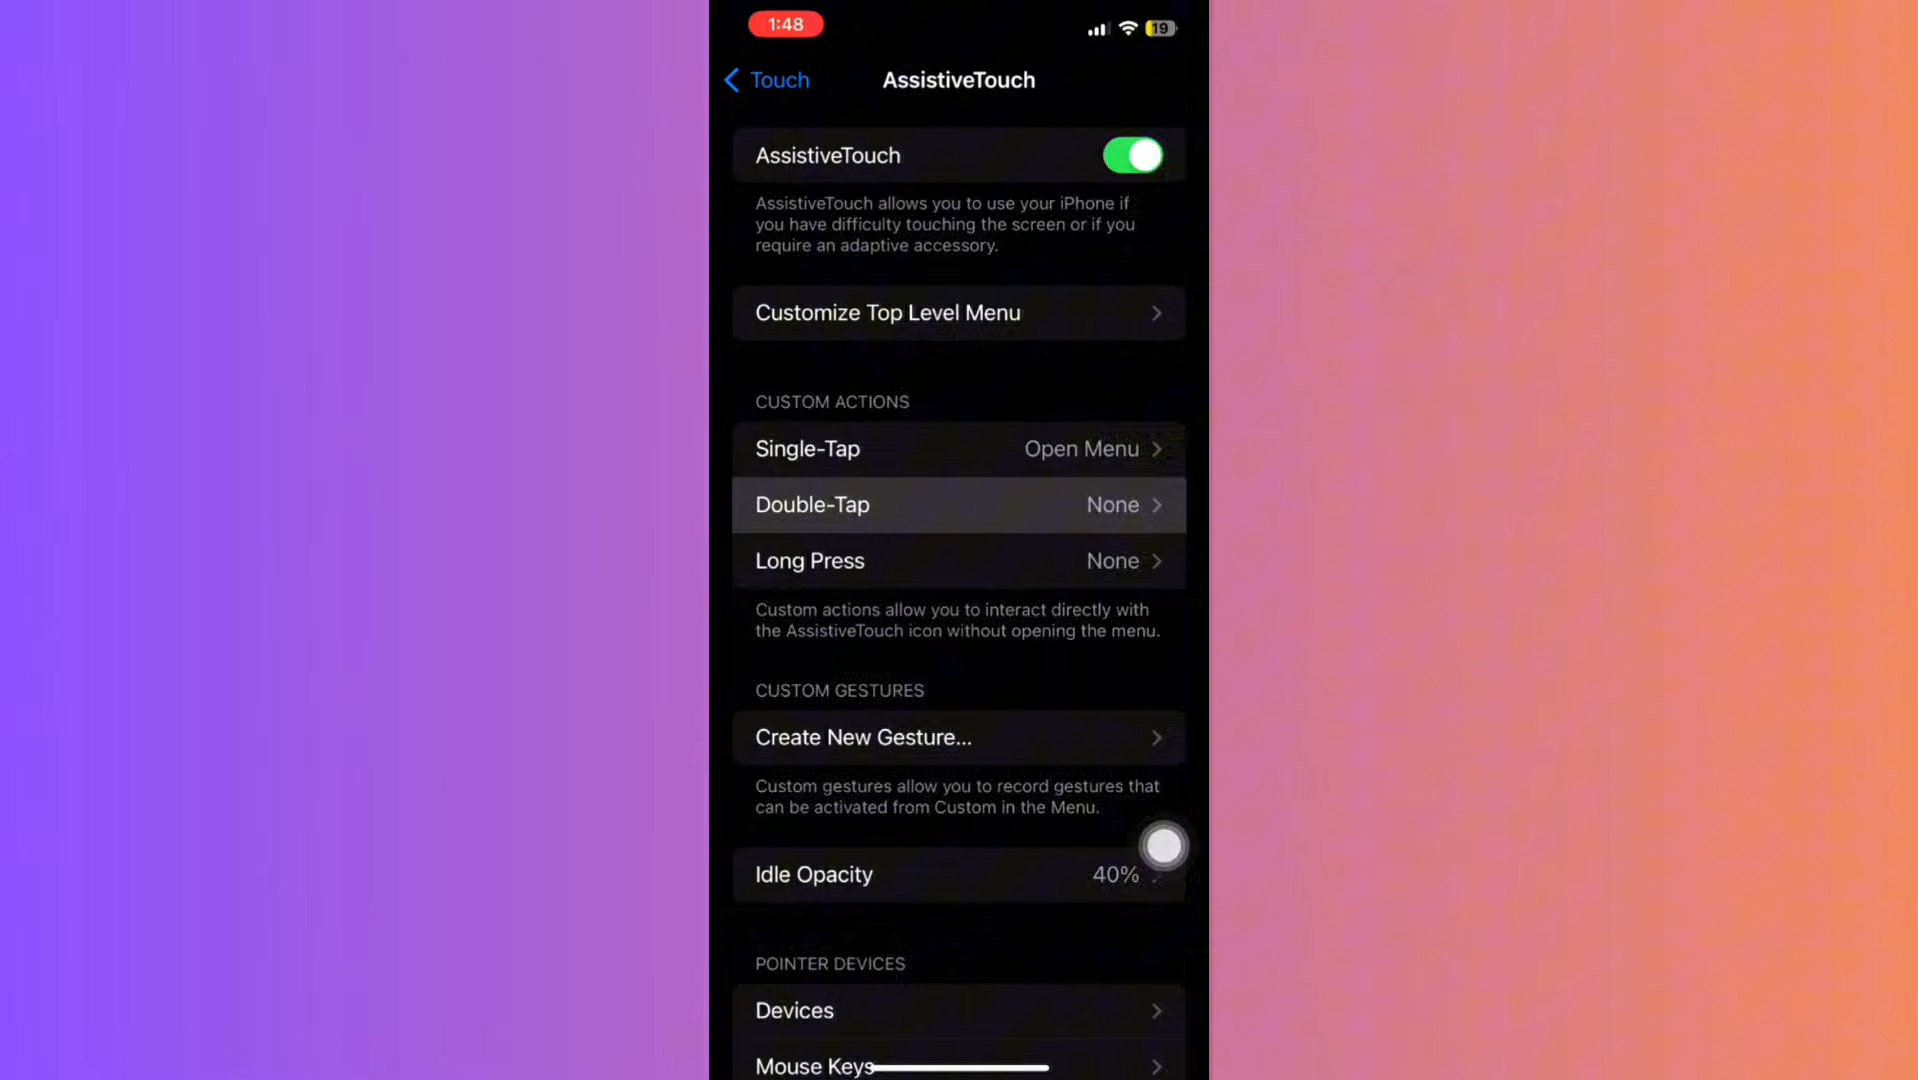 1:48
19
Touch
AssistiveTouch
AssistiveTouch
AssistiveTouch allows you to use your iPhone if
you have difficulty touching the screen or if you
require an adaptive accessory.
Customize Top Level Menu
CUSTOM ACTIONS
Single-Tap Open Menu
Double-Tap None
Long Press None
Custom actions allow you to interact directly with
the AssistiveTouch icon without opening the menu.
CUSTOM GESTURES
Create New Gesture...
Custom gestures allow you to record gestures that
can be activated from Custom in the Menu.
Idle Opacity 40%
POINTER DEVICES
Devices
Mouse Keys